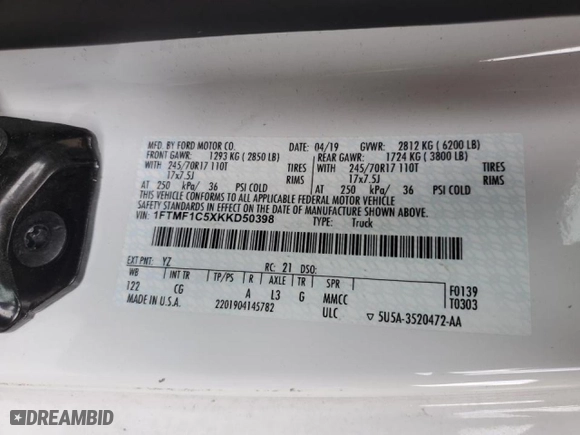 MFD. BY FORD MOTOR CO.
DATE: 04/19 GVWR: 2812 KG ( 6200 LB)
FRONT GAWR: 1293 KG ( 2850 LB) REAR GAWR: 1724 KG ( 3800 LB)
WITH 245/70R17 110T TIRES WITH 245/70R17 110T TIRES
17x7.5J RIMS 17x7.5J RIMS
AT 250 kPa/ 36 PSI COLD AT 250 kPa/ 36 PSI COLD
THIS VEHICLE CONFORMS TO ALL APPLICABLE FEDERAL MOTOR VEHICLE
SAFETY STANDARDS IN EFFECT ON THE DATE OF MANUFACTURE SHOWN ABOVE.
VIN: 1FTMF1C5XKKD50398 TYPE: Truck
EXT PNT: YZ RC: 21 DSO: F0139
WB INT TR TP/PS R AXLE TR SPR T0303
122 CG A L3 G MMCC
MADE IN U.S.A. 2201904145782 ULC ▽ 5U5A-3520472-AA
DREAMBID